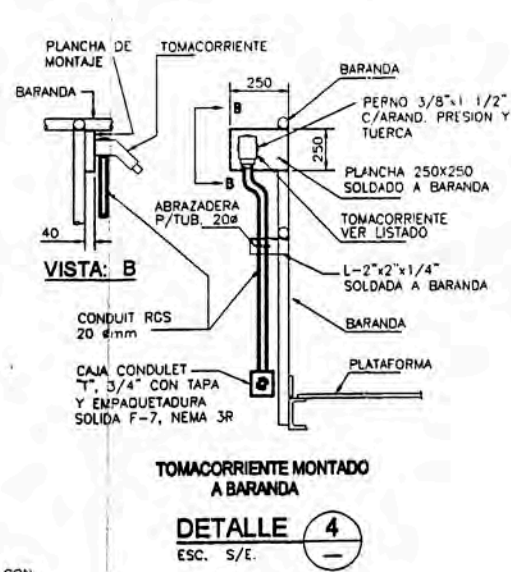 PLANCHA DE
MONTAJE
TOMACORRIENTE
BARANDA
40
VISTA: B
CONDUIT RGS
20 ømm
CAJA CONDULET
"T", 3/4" CON TAPA
Y EMPAQUETADURA
SOLIDA F-7, NEMA 3R
250
B
B
250
ABRAZADERA
P/TUB. 20ø
BARANDA
PERNO 3/8"x1 1/2"
C/ARAND. PRESION Y
TUERCA
PLANCHA 250X250
SOLDADO A BARANDA
TOMACORRIENTE
VER LISTADO
L-2"x2"x1/4"
SOLDADA A BARANDA
BARANDA
PLATAFORMA
TOMACORRIENTE MONTADO
A BARANDA
DETALLE 4
ESC. S/E. —
CON